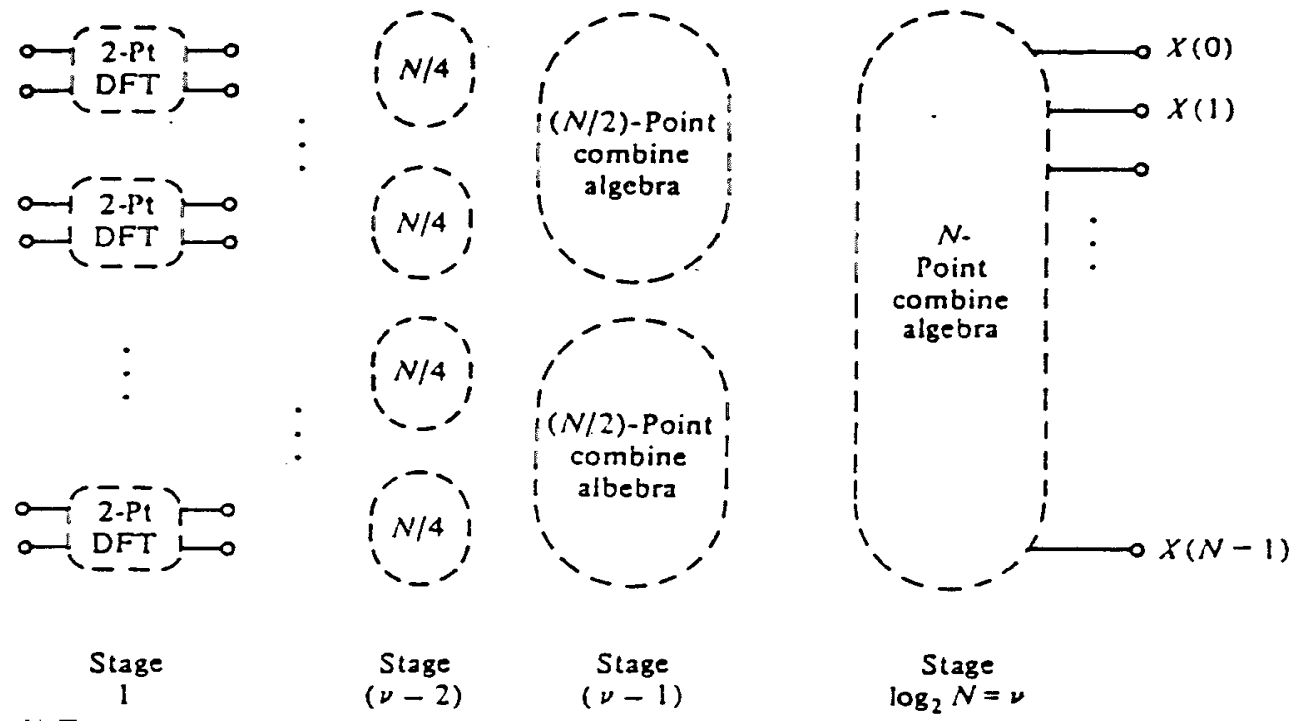 2-Pt
DFT
2-Pt
DFT
2-Pt
DFT
N/4
N/4
N/4
N/4
(N/2)-Point
combine
algebra
(N/2)-Point
combine
albebra
N-
Point
combine
algebra
X(0)
X(1)
X(N − 1)
Stage
1
Stage
(ν − 2)
Stage
(ν − 1)
Stage
log₂ N = ν